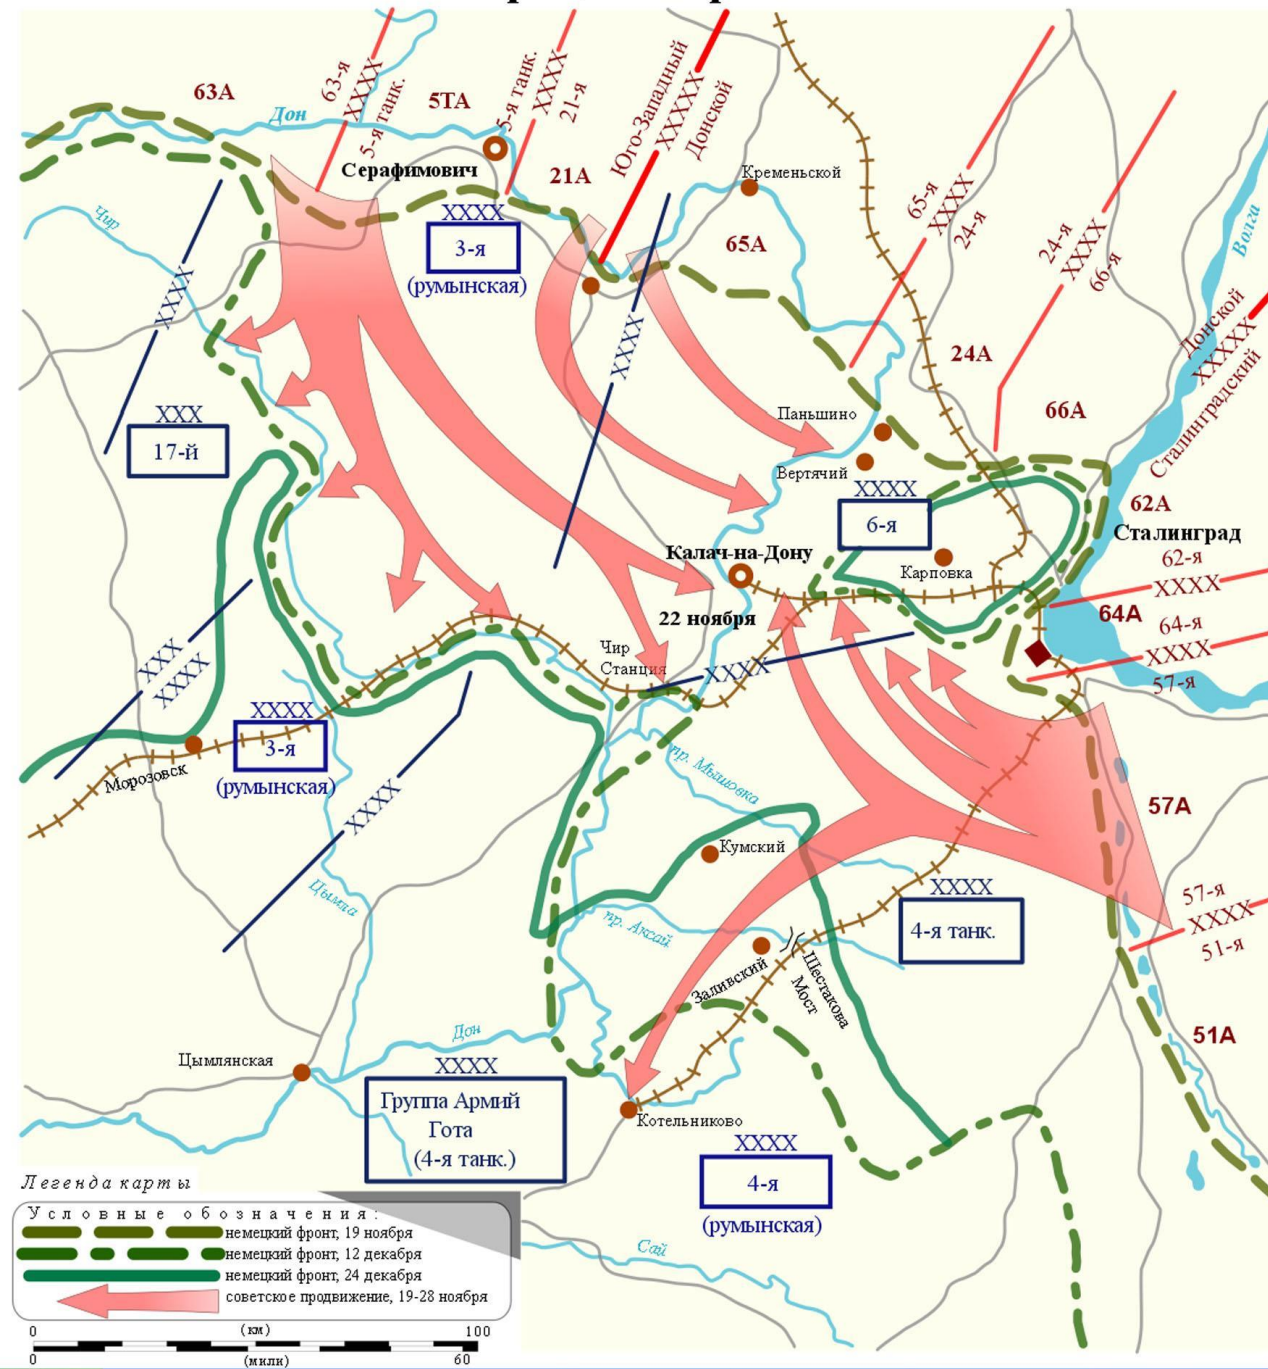 63А
Дон
63-я
XXXX
5-я танк.
5ТА
5-я танк.
XXXX
21-я
Юго-Западный
XXXXX
Донской
Серафимович
21А
Кременьской
65-я
XXXX
24-я
24-я
XXXX
66-я
Волга
Чир
XXXX
3-я
(румынская)
65А
XXXX
XXXX
24А
Донской
XXXXX
Сталинградский
66А
Паньшино
Вертячий
XXX
17-й
XXXX
6-я
62А
Сталинград
Калач-на-Дону
Карповка
62-я
XXXX
22 ноября
64А
64-я
XXXX
57-я
Чир
Станция
XXXX
XXX
XXXX
XXXX
3-я
(румынская)
Морозовск
пр. Мышовка
XXXX
57А
Кумский
Цымла
XXXX
4-я танк.
57-я
XXXX
51-я
пр. Аксай
Заливский
Шестакова
Мост
51А
Дон
Цымлянская
XXXX
Группа Армий
Гота
(4-я танк.)
Котельниково
XXXX
4-я
(румынская)
Сай
Легенда карты
Условные обозначения:
немецкий фронт, 19 ноября
немецкий фронт, 12 декабря
немецкий фронт, 24 декабря
советское продвижение, 19-28 ноября
0 (км) 100
0 (мили) 60